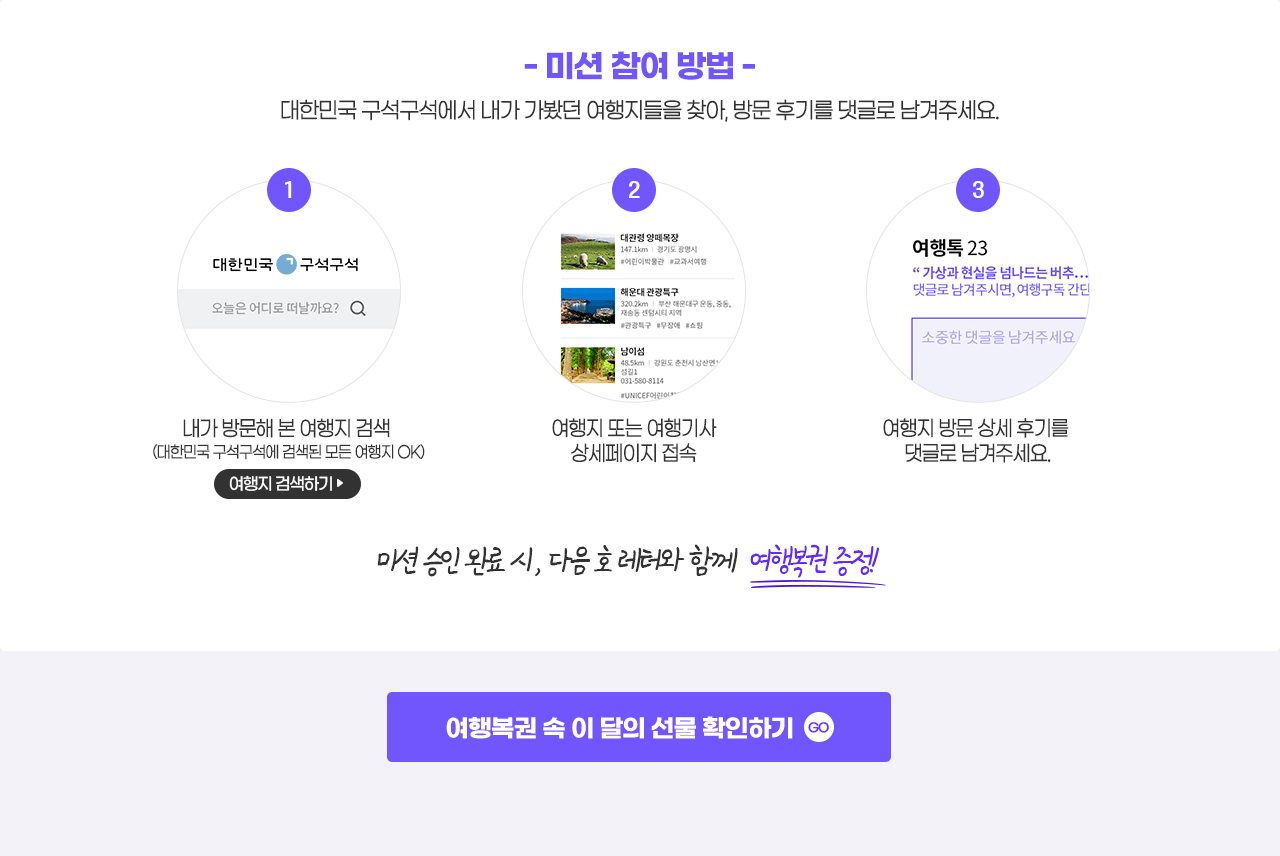 - 미션 참여 방법 -
대한민국 구석구석에서 내가 가봤던 여행지들을 찾아, 방문 후기를 댓글로 남겨주세요.
1
대한민국 구석구석
오늘은 어디로 떠날까요?
내가 방문해 본 여행지 검색
(대한민국 구석구석에 검색된 모든 여행지 OK)
여행지 검색하기
2
대관령 양떼목장
147.1km | 경기도 광명시
#어린이박물관 #교과서여행
해운대 관광특구
320.2km | 부산 해운대구 운동, 중동,
재송동 센텀시티 지역
#관광특구 #무장애 #쇼핑
남이섬
48.5km | 강원도 춘천시 남산면
섬길1
031-580-8114
#UNICEF어린이
여행지 또는 여행기사
상세페이지 접속
3
여행톡 23
“ 가상과 현실을 넘나드는 버추...
댓글로 남겨주시면, 여행구독 간단
소중한 댓글을 남겨주세요
여행지 방문 상세 후기를
댓글로 남겨주세요.
미션 승인 완료 시, 다음 호 레터와 함께 여행복권 증정!
여행복권 속 이 달의 선물 확인하기 GO